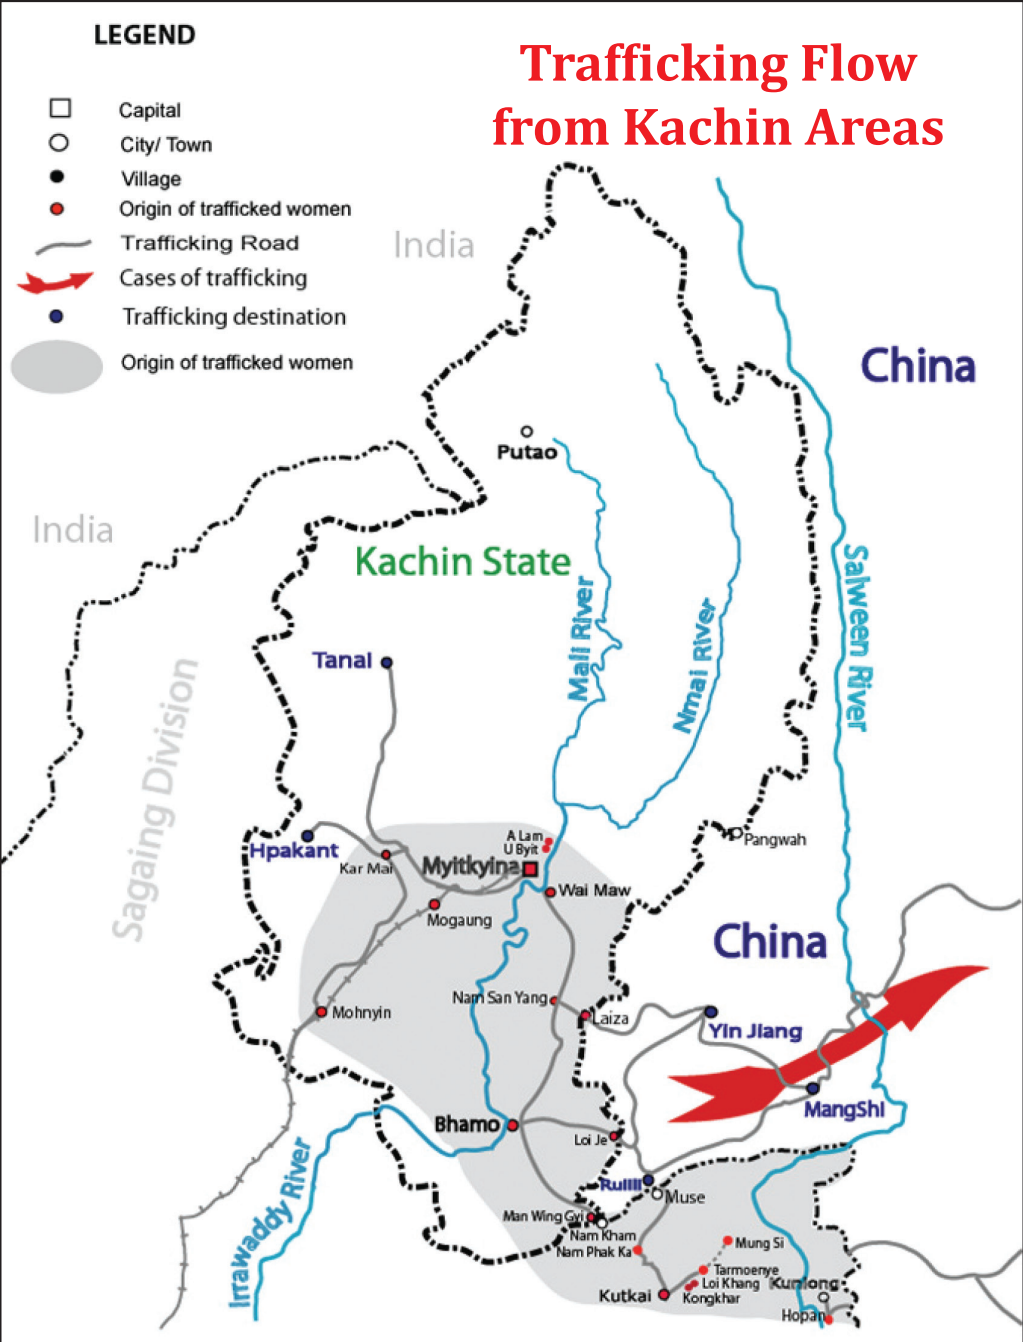 LEGEND
Capital
City/ Town
Village
Origin of trafficked women
Trafficking Road
Cases of trafficking
Trafficking destination
Origin of trafficked women
Trafficking Flow
from Kachin Areas
India
China
Putao
India
Kachin State
Salween River
Mali River
Nmai River
Tanai
Sagaing Division
Hpakant
Kar Mai
A Lam
U Byit
Myitkyina
Pangwah
Wai Maw
Mogaung
China
Nam San Yang
Mohnyin
Laiza
Yin Jiang
MangShi
Bhamo
Loi Je
Irrawaddy River
Ruili
Muse
Man Wing Gyi
Nam Kham
Nam Phak Ka
Mung Si
Tarmoenye
Loi Khang
Kunlong
Kutkai
Kongkhar
Hopan